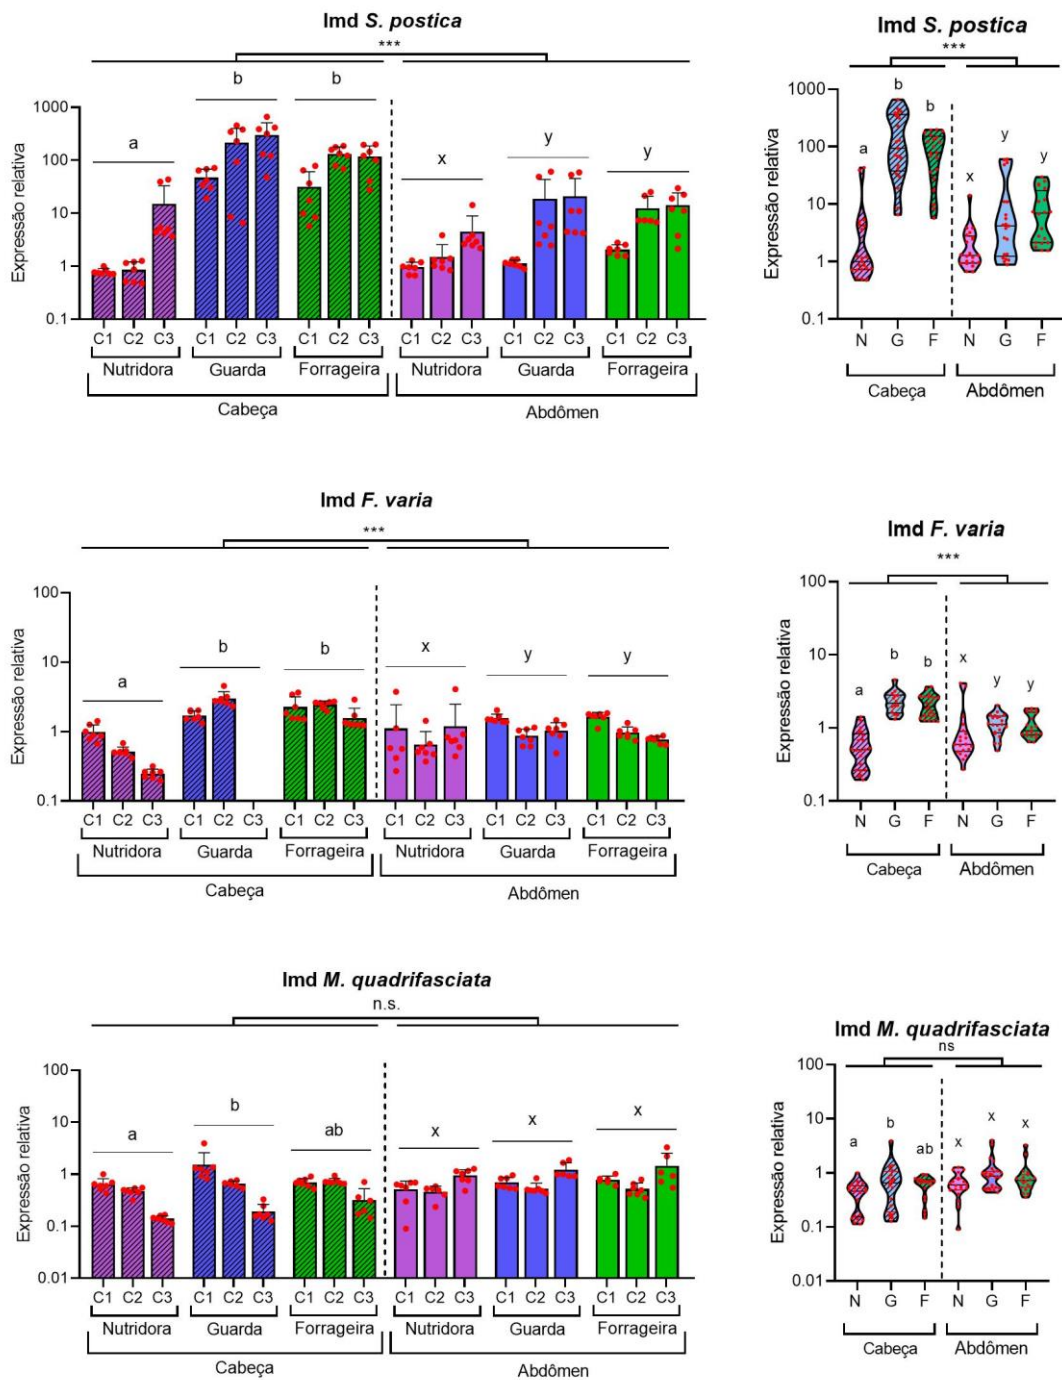 Imd S. postica
***
b
b
a
y
y
x
Expressão relativa
1000
100
10
1
0.1
C1 C2 C3 C1 C2 C3 C1 C2 C3 C1 C2 C3 C1 C2 C3 C1 C2 C3
Nutridora Guarda Forrageira Nutridora Guarda Forrageira
Cabeça Abdômen
Imd S. postica
***
b
b
a
y
y
x
Expressão relativa
1000
100
10
1
0.1
N G F N G F
Cabeça Abdômen
Imd F. varia
***
b
b
x
y
y
a
Expressão relativa
100
10
1
0.1
C1 C2 C3 C1 C2 C3 C1 C2 C3 C1 C2 C3 C1 C2 C3 C1 C2 C3
Nutridora Guarda Forrageira Nutridora Guarda Forrageira
Cabeça Abdômen
Imd F. varia
***
b
b
x
a
y
y
Expressão relativa
100
10
1
0.1
N G F N G F
Cabeça Abdômen
Imd M. quadrifasciata
n.s.
a
b
ab
x
x
x
Expressão relativa
100
10
1
0.1
0.01
C1 C2 C3 C1 C2 C3 C1 C2 C3 C1 C2 C3 C1 C2 C3 C1 C2 C3
Nutridora Guarda Forrageira Nutridora Guarda Forrageira
Cabeça Abdômen
Imd M. quadrifasciata
ns
a
b
ab
x
x
x
Expressão relativa
100
10
1
0.1
0.01
N G F N G F
Cabeça Abdômen